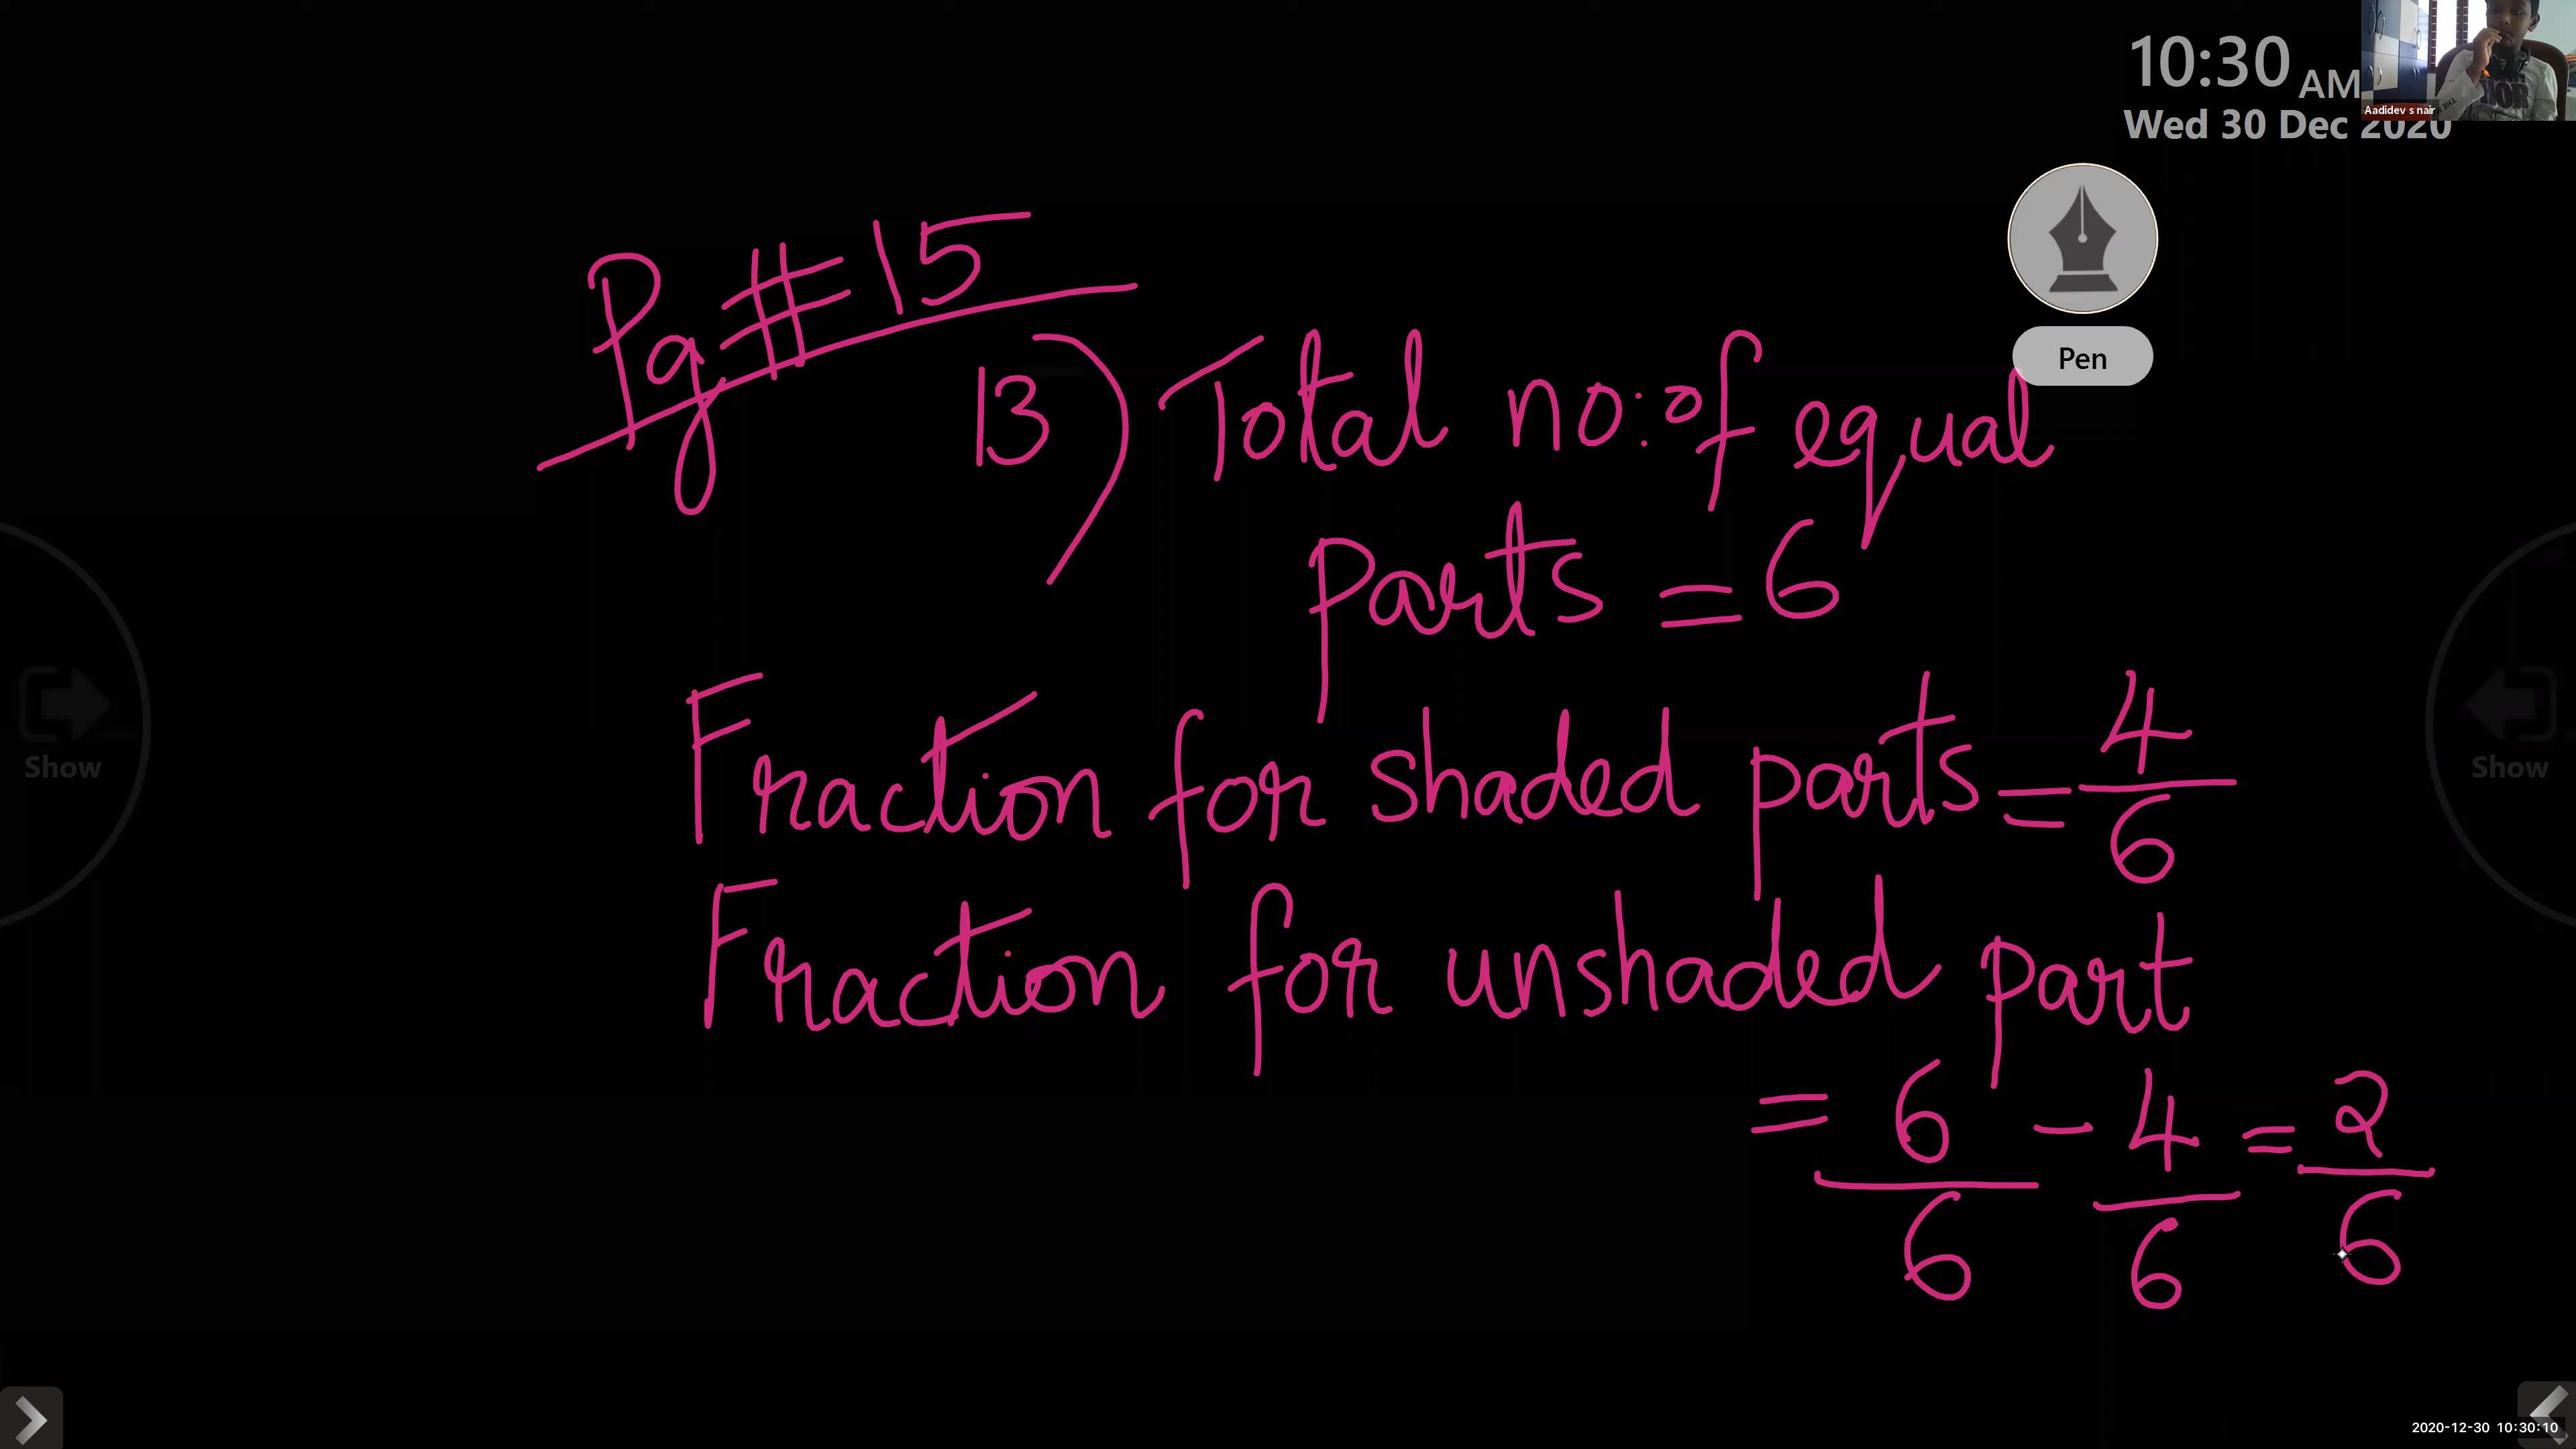 10:30 AM
Aadidev s nair
Wed 30 Dec 2020
Pg # 15
Pen
13) Total no: of equal
parts = 6
Fraction for shaded parts = 4/6
Show
Show
Fraction for unshaded part
= 6/6 - 4/6 = 2/6
2020-12-30 10:30:10